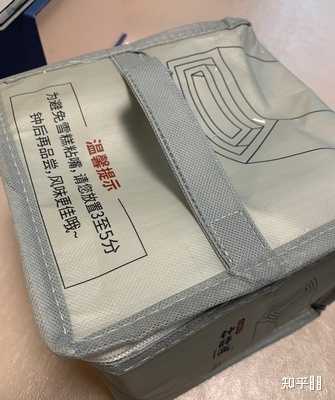 温馨提示
为避免雪糕粘嘴，请您放置3至5分
钟后再品尝，风味更佳哦~
知乎